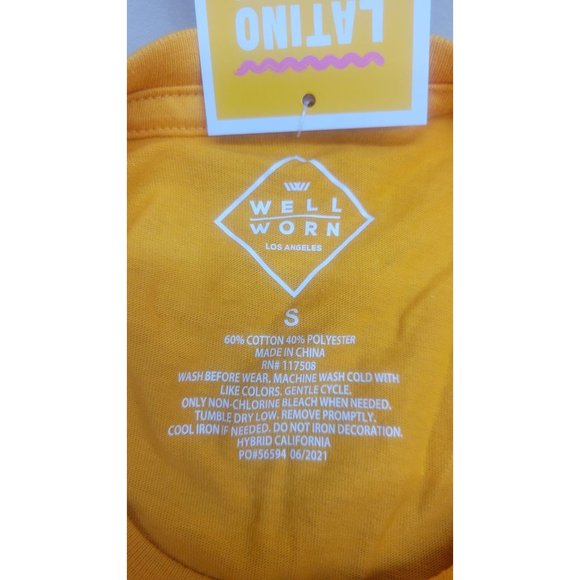 LATINO
WELL
WORN
LOS ANGELES
S
60% COTTON 40% POLYESTER
MADE IN CHINA
RN# 117508
WASH BEFORE WEAR. MACHINE WASH COLD WITH
LIKE COLORS. GENTLE CYCLE.
ONLY NON-CHLORINE BLEACH WHEN NEEDED.
TUMBLE DRY LOW. REMOVE PROMPTLY.
COOL IRON IF NEEDED. DO NOT IRON DECORATION.
HYBRID CALIFORNIA
PO#56594 06/2021